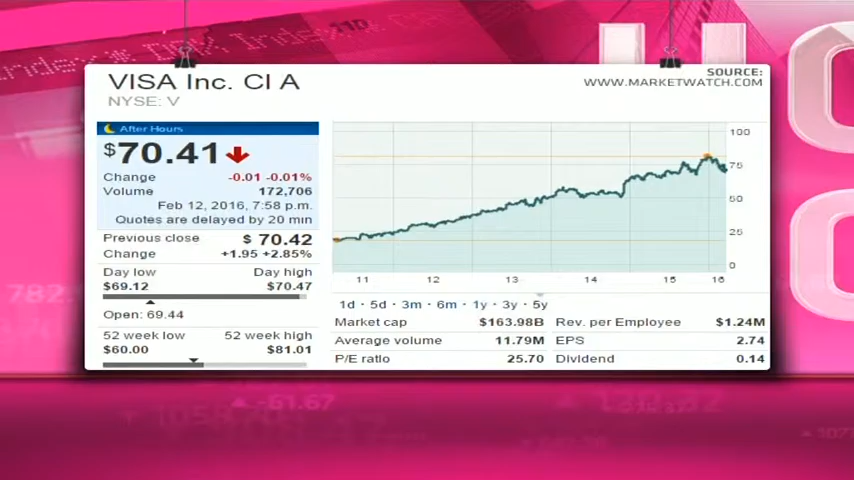 VISA Inc. Cl A
NYSE: V
SOURCE:
WWW.MARKETWATCH.COM
After Hours
$70.41
Change -0.01 -0.01%
Volume 172,706
Feb 12, 2016, 7:58 p.m.
Quotes are delayed by 20 min
Previous close $ 70.42
Change +1.95 +2.85%
Day low Day high
$69.12 $70.47
Open: 69.44
52 week low 52 week high
$60.00 $81.01
100
75
50
25
0
11 12 13 14 15 16
1d · 5d · 3m · 6m · 1y · 3y · 5y
Market cap $163.98B Rev. per Employee $1.24M
Average volume 11.79M EPS 2.74
P/E ratio 25.70 Dividend 0.14
-61.67